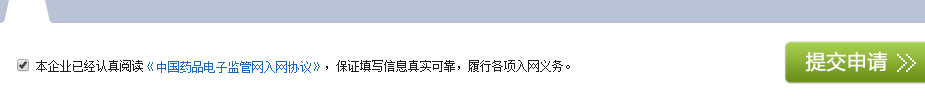 本企业已经认真阅读《中国药品电子监管网入网协议》，保证填写信息真实可靠，履行各项入网义务。
提交申请